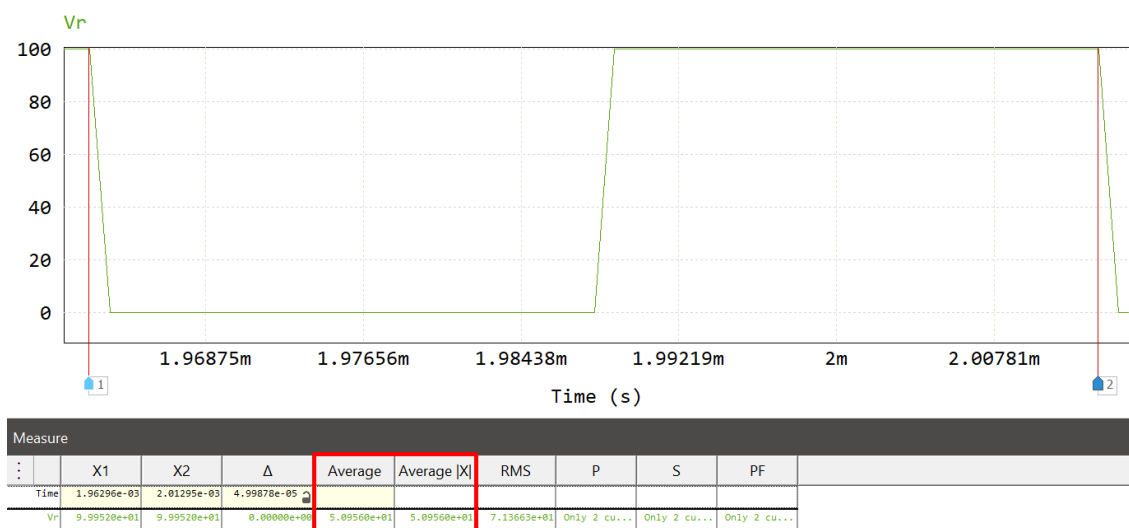 Vr
100
80
60
40
20
0
1.96875m 1.97656m 1.98438m 1.99219m 2m 2.00781m
1 2
Time (s)
Measure
X1 X2 Δ Average Average |X| RMS P S PF
Time 1.96296e-03 2.01295e-03 4.99878e-05
Vr 9.99520e+01 9.99520e+01 0.00000e+00 5.09560e+01 5.09560e+01 7.13663e+01 Only 2 cu... Only 2 cu... Only 2 cu...